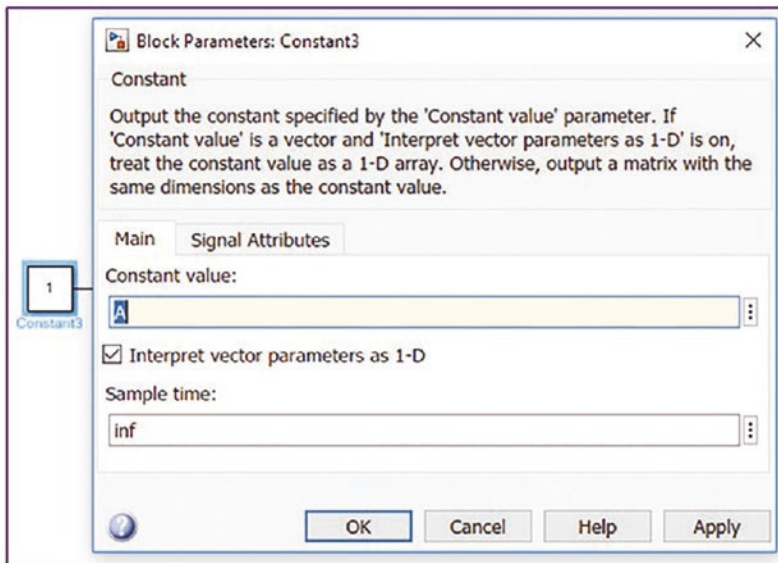 Block Parameters: Constant3
Constant
Output the constant specified by the 'Constant value' parameter. If
'Constant value' is a vector and 'Interpret vector parameters as 1-D' is on,
treat the constant value as a 1-D array. Otherwise, output a matrix with the
same dimensions as the constant value.
Main Signal Attributes
1
Constant3
Constant value:
A
Interpret vector parameters as 1-D
Sample time:
inf
? OK Cancel Help Apply